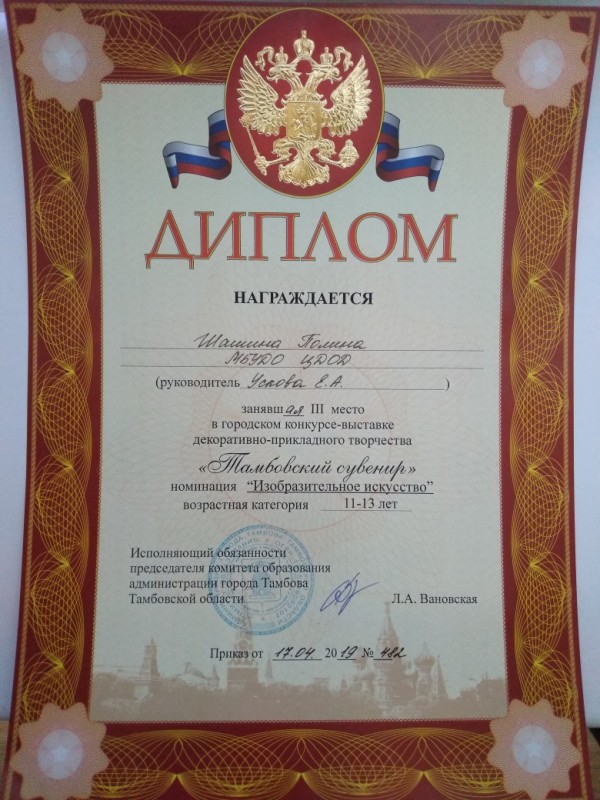 ДИПЛОМ
НАГРАЖДАЕТСЯ
Шашина Полина
МБУДО ЦДОД
(руководитель Ускова Е.А. )
занявшая III место
в городском конкурсе-выставке
декоративно-прикладного творчества
«Тамбовский сувенир»
номинация “Изобразительное искусство”
возрастная категория 11-13 лет
Исполняющий обязанности
председателя комитета образования
администрации города Тамбова
Тамбовской области Л.А. Вановская
Приказ от 17.04. 2019 № 482